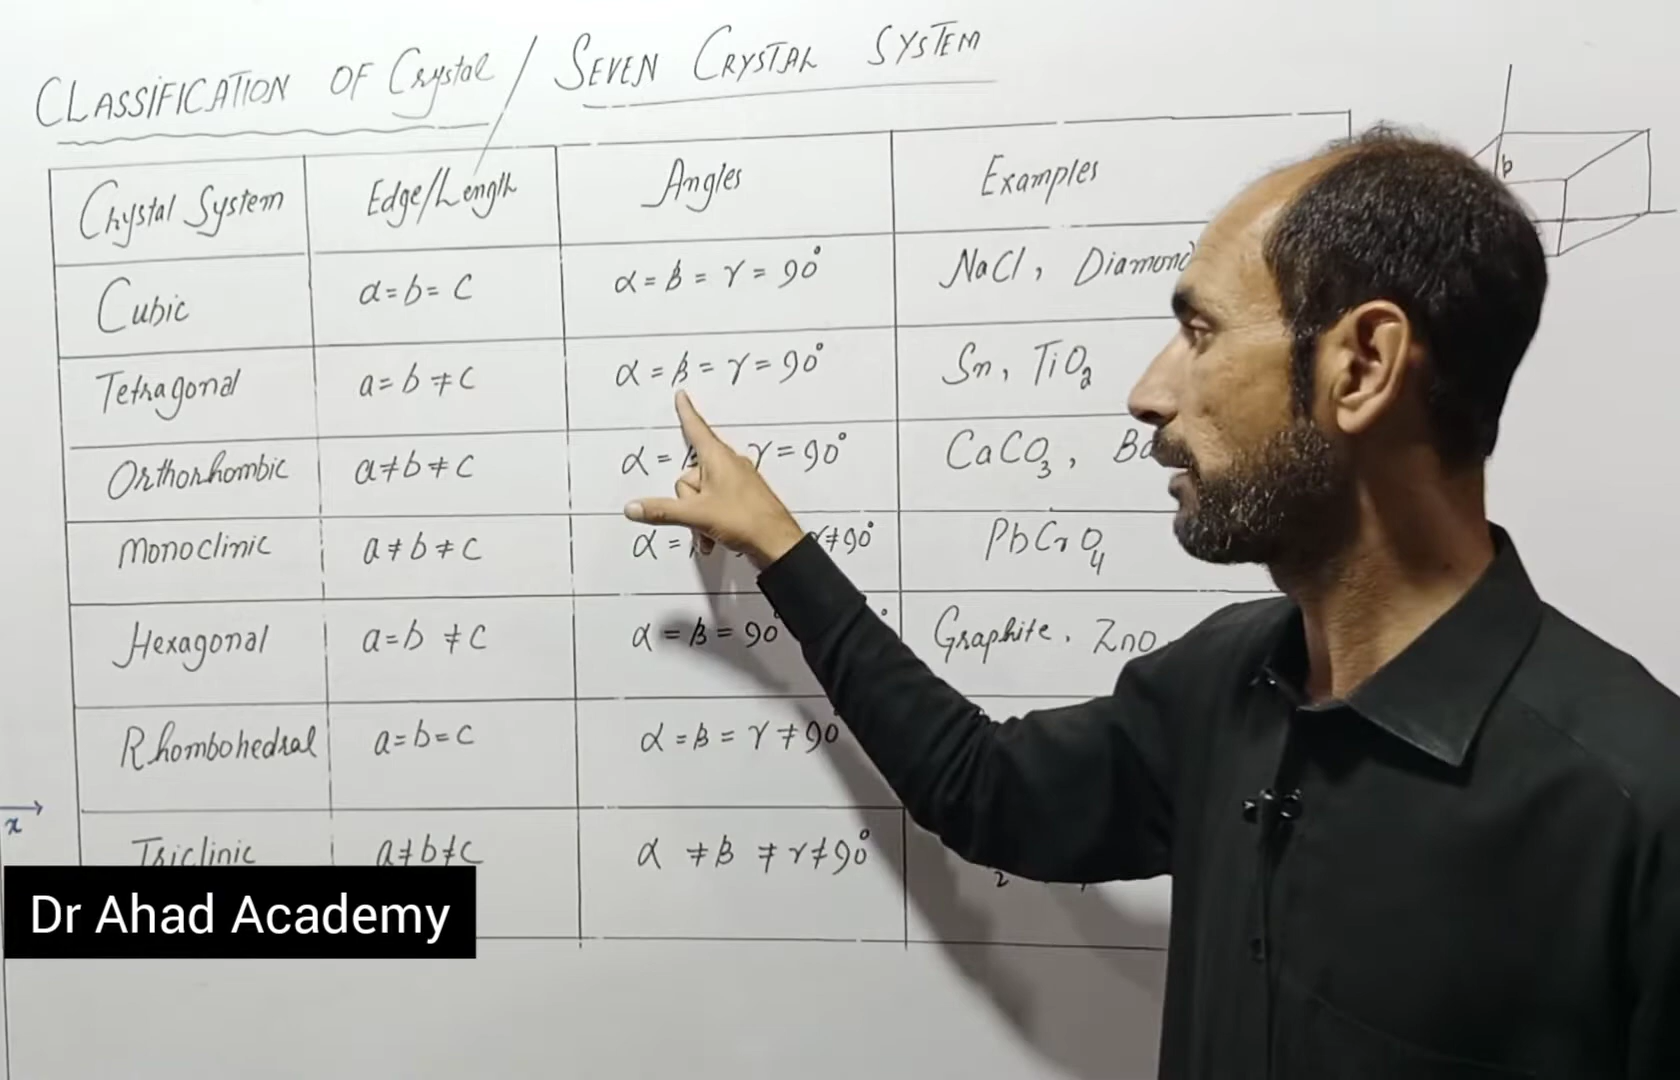 CLASSIFICATION OF Crystal / SEVEN CRYSTAL SYSTEM
Crystal System Edge/Length Angles Examples
Cubic a = b = c α = β = γ = 90° NaCl, Diamond
Tetragonal a = b ≠ c α = β = γ = 90° Sn, TiO₂
Orthorhombic a ≠ b ≠ c α = γ = 90° CaCO₃,
Monoclinic a ≠ b ≠ c α = ≠ 90° PbCrO₄
Hexagonal a = b ≠ c α = β = 90° Graphite, ZnO
Rhombohedral a = b = c α = β = γ ≠ 90°
Triclinic a ≠ b ≠ c α ≠ β ≠ γ ≠ 90°
b
x
Dr Ahad Academy